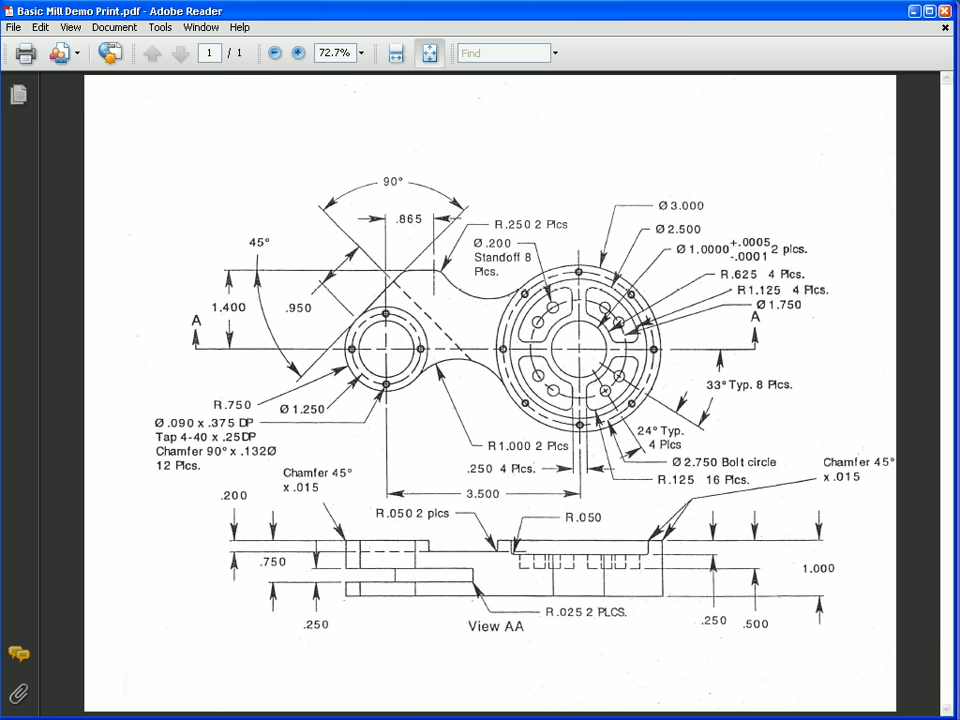 Basic Mill Demo Print.pdf - Adobe Reader
File Edit View Document Tools Window Help
1 / 1 72.7% Find
90°
.865
R.250 2 Plcs
Ø 3.000
Ø 2.500
Ø .200
Standoff 8
Plcs.
Ø 1.0000 +.0005 -.0001 2 plcs.
R.625 4 Plcs.
R 1.125 4 Plcs.
Ø 1.750
45°
1.400
.950
A
A
R.750
Ø 1.250
33° Typ. 8 Plcs.
Ø .090 x .375 DP
Tap 4-40 x .25DP
Chamfer 90° x .132Ø
12 Plcs.
24° Typ.
4 Plcs
R1.000 2 Plcs
.250 4 Plcs.
Ø 2.750 Bolt circle
R.125 16 Plcs.
Chamfer 45°
x .015
Chamfer 45°
x .015
3.500
.200
R.050 2 plcs
R.050
.750
1.000
R.025 2 PLCS.
.250
View AA
.250
.500